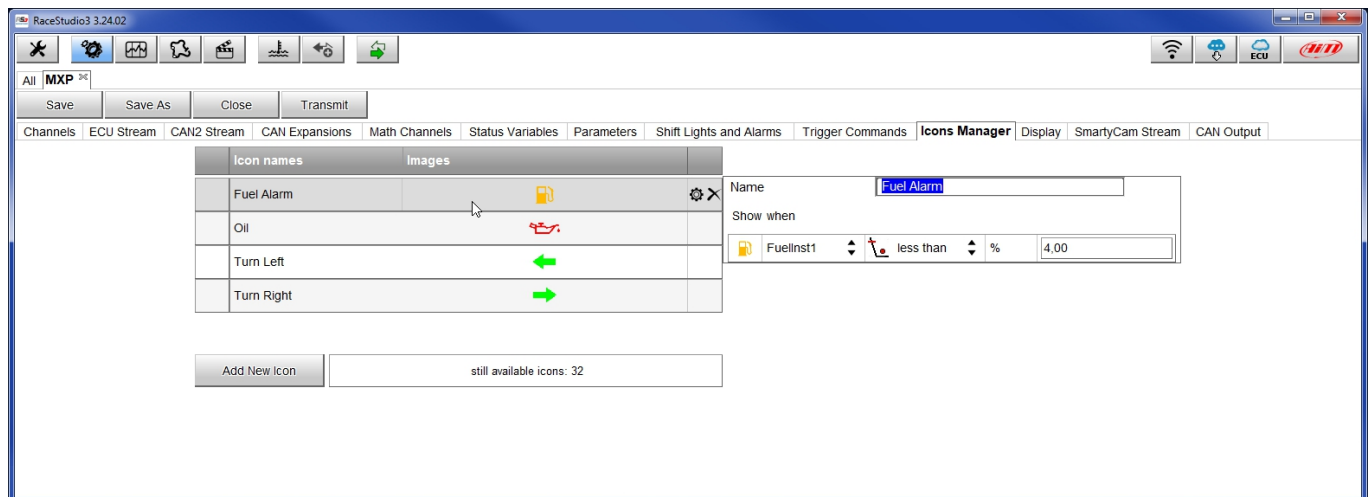 RaceStudio3 3.24.02
ECU
AiM
All MXP
Save Save As Close Transmit
Channels ECU Stream CAN2 Stream CAN Expansions Math Channels Status Variables Parameters Shift Lights and Alarms Trigger Commands Icons Manager Display SmartyCam Stream CAN Output
Icon names Images
Fuel Alarm
Name Fuel Alarm
Show when
Oil
FuelInst1 less than % 4,00
Turn Left
Turn Right
Add New Icon still available icons: 32